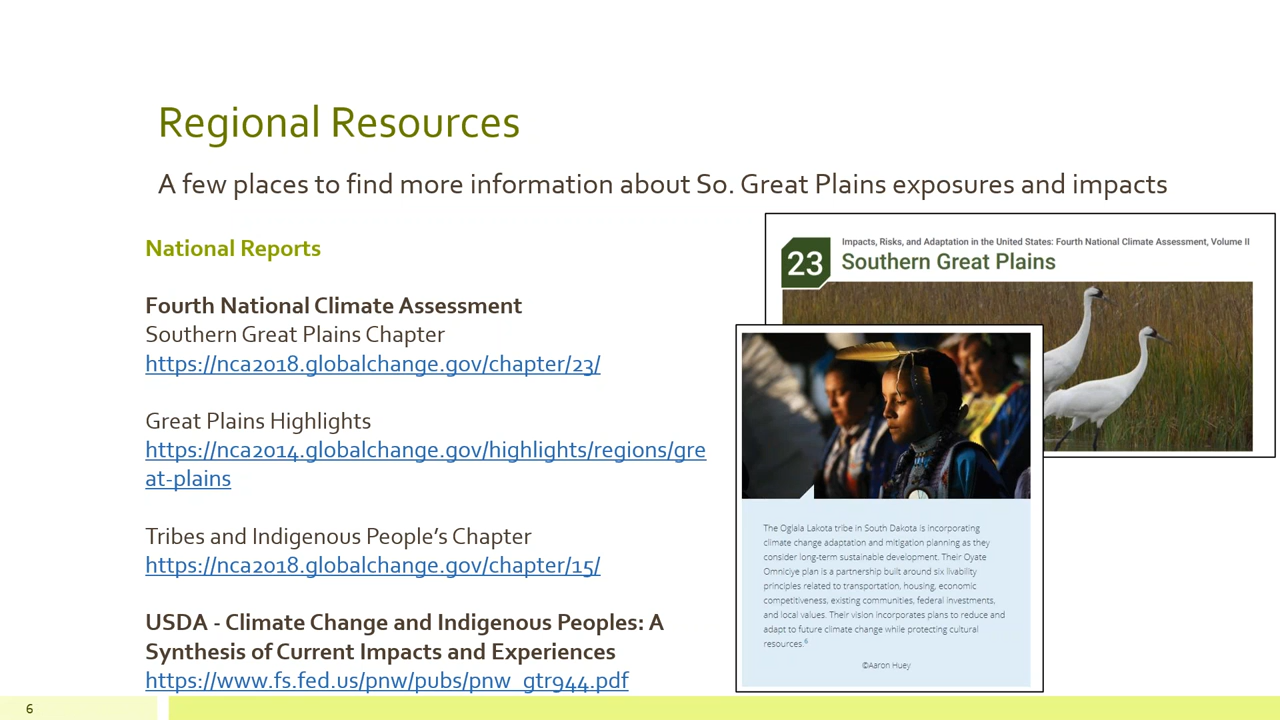 Regional Resources
A few places to find more information about So. Great Plains exposures and impacts
National Reports
Fourth National Climate Assessment
Southern Great Plains Chapter
https://nca2018.globalchange.gov/chapter/23/
Great Plains Highlights
https://nca2014.globalchange.gov/highlights/regions/gre
at-plains
Tribes and Indigenous People's Chapter
https://nca2018.globalchange.gov/chapter/15/
USDA - Climate Change and Indigenous Peoples: A
Synthesis of Current Impacts and Experiences
https://www.fs.fed.us/pnw/pubs/pnw_gtr944.pdf
Impacts, Risks, and Adaptation in the United States: Fourth National Climate Assessment, Volume II
23 Southern Great Plains
The Oglala Lakota tribe in South Dakota is incorporating
climate change adaptation and mitigation planning as they
consider long-term sustainable development. Their Oyate
Omniciye plan is a partnership built around six livability
principles related to transportation, housing, economic
competitiveness, existing communities, federal investments,
and local values. Their vision incorporates plans to reduce and
adapt to future climate change while protecting cultural
resources.⁶
©Aaron Huey
6